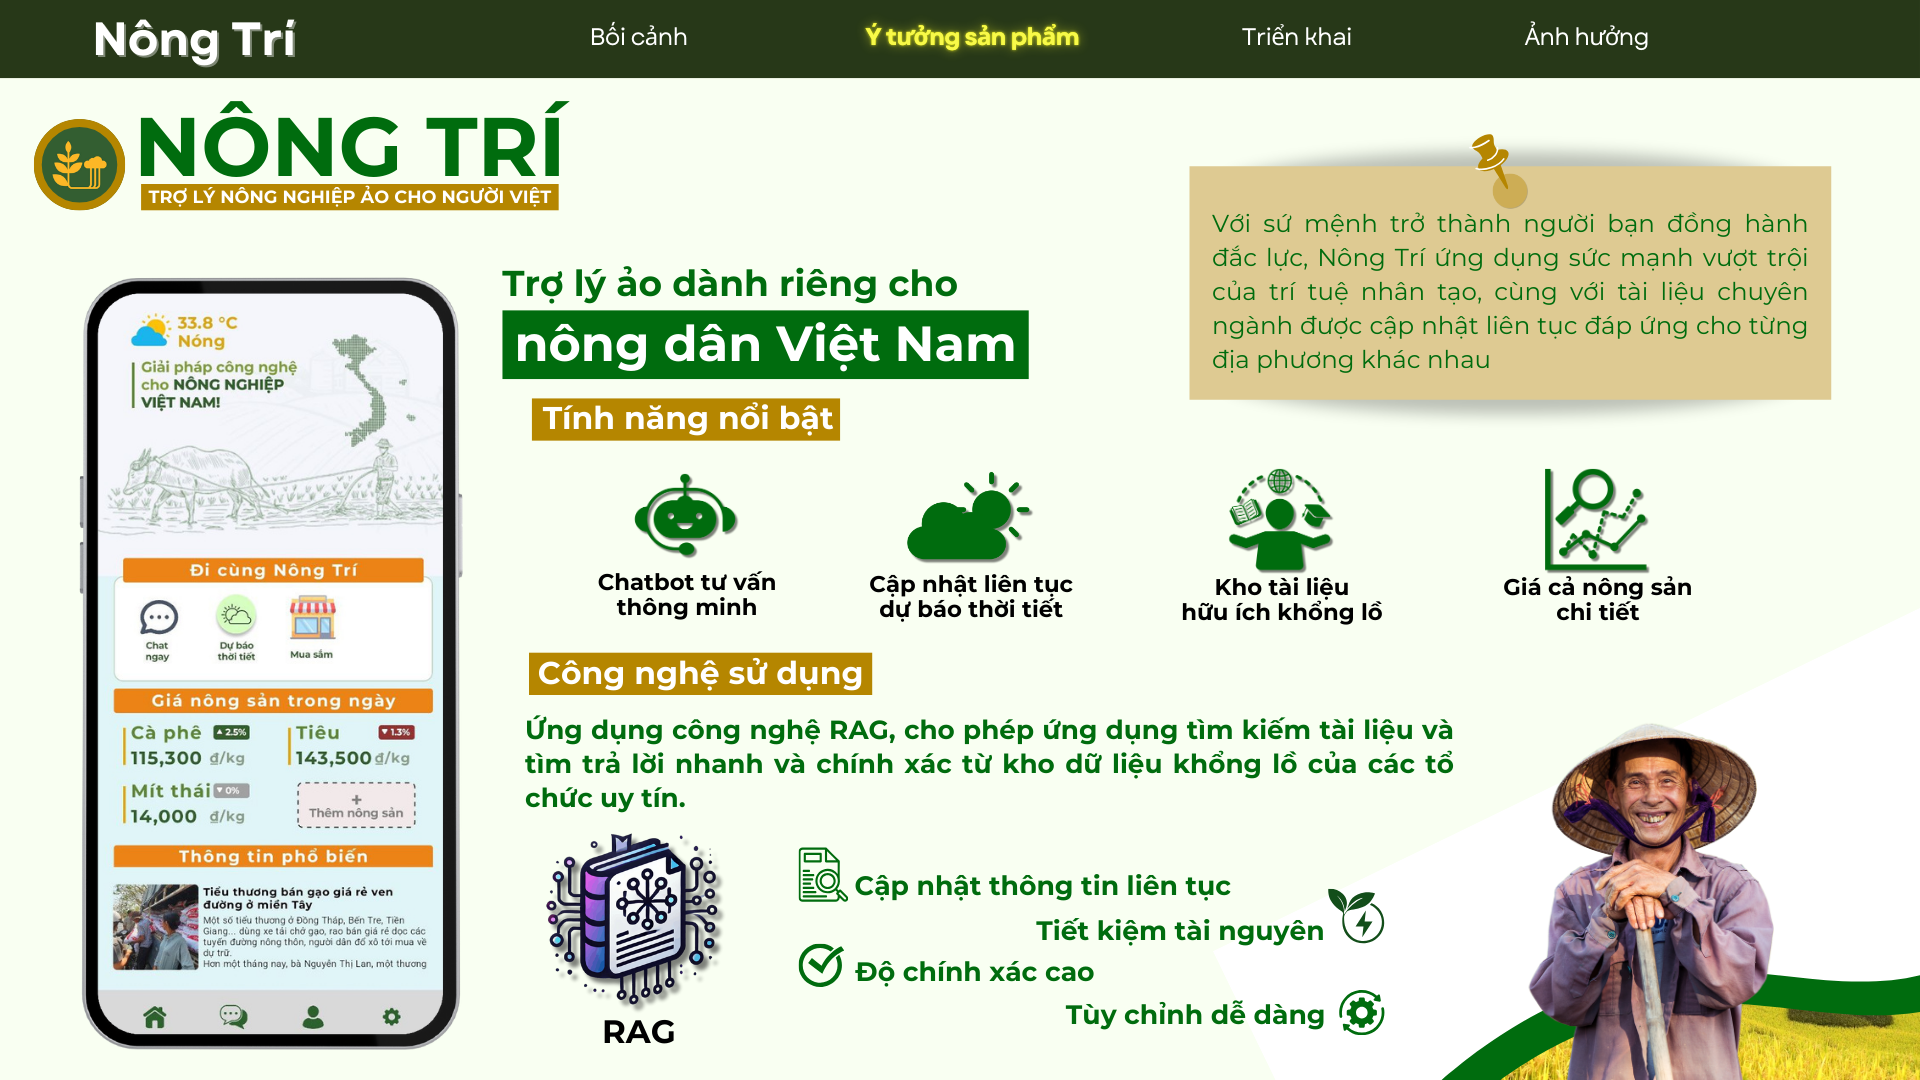 Nông Trí
Bối cảnh
Ý tưởng sản phẩm
Triển khai
Ảnh hưởng
NÔNG TRÍ
TRỢ LÝ NÔNG NGHIỆP ẢO CHO NGƯỜI VIỆT
Với sứ mệnh trở thành người bạn đồng hành
đắc lực, Nông Trí ứng dụng sức mạnh vượt trội
của trí tuệ nhân tạo, cùng với tài liệu chuyên
ngành được cập nhật liên tục đáp ứng cho từng
địa phương khác nhau
33.8 °C
Nóng
Giải pháp công nghệ
cho NÔNG NGHIỆP
VIỆT NAM!
Đi cùng Nông Trí
Chat
ngay
Dự báo
thời tiết
Mua sắm
Giá nông sản trong ngày
Cà phê ▲2.5%
115,300 ₫/kg
Tiêu ▼1.3%
143,500 ₫/kg
Mít thái ▼0%
14,000 ₫/kg
+
Thêm nông sản
Thông tin phổ biến
Tiểu thương bán gạo giá rẻ ven
đường ở miền Tây
Một số tiểu thương ở Đồng Tháp, Bến Tre, Tiền
Giang... dùng xe tải chở gạo, rao bán giá rẻ dọc các
tuyến đường nông thôn, người dân đổ xô tới mua về
dự trữ.
Hơn một tháng nay, bà Nguyễn Thị Lan, một thương
Trợ lý ảo dành riêng cho
nông dân Việt Nam
Tính năng nổi bật
Chatbot tư vấn
thông minh
Cập nhật liên tục
dự báo thời tiết
Kho tài liệu
hữu ích khổng lồ
Giá cả nông sản
chi tiết
Công nghệ sử dụng
Ứng dụng công nghệ RAG, cho phép ứng dụng tìm kiếm tài liệu và
tìm trả lời nhanh và chính xác từ kho dữ liệu khổng lồ của các tổ
chức uy tín.
RAG
Cập nhật thông tin liên tục
Tiết kiệm tài nguyên
Độ chính xác cao
Tùy chỉnh dễ dàng